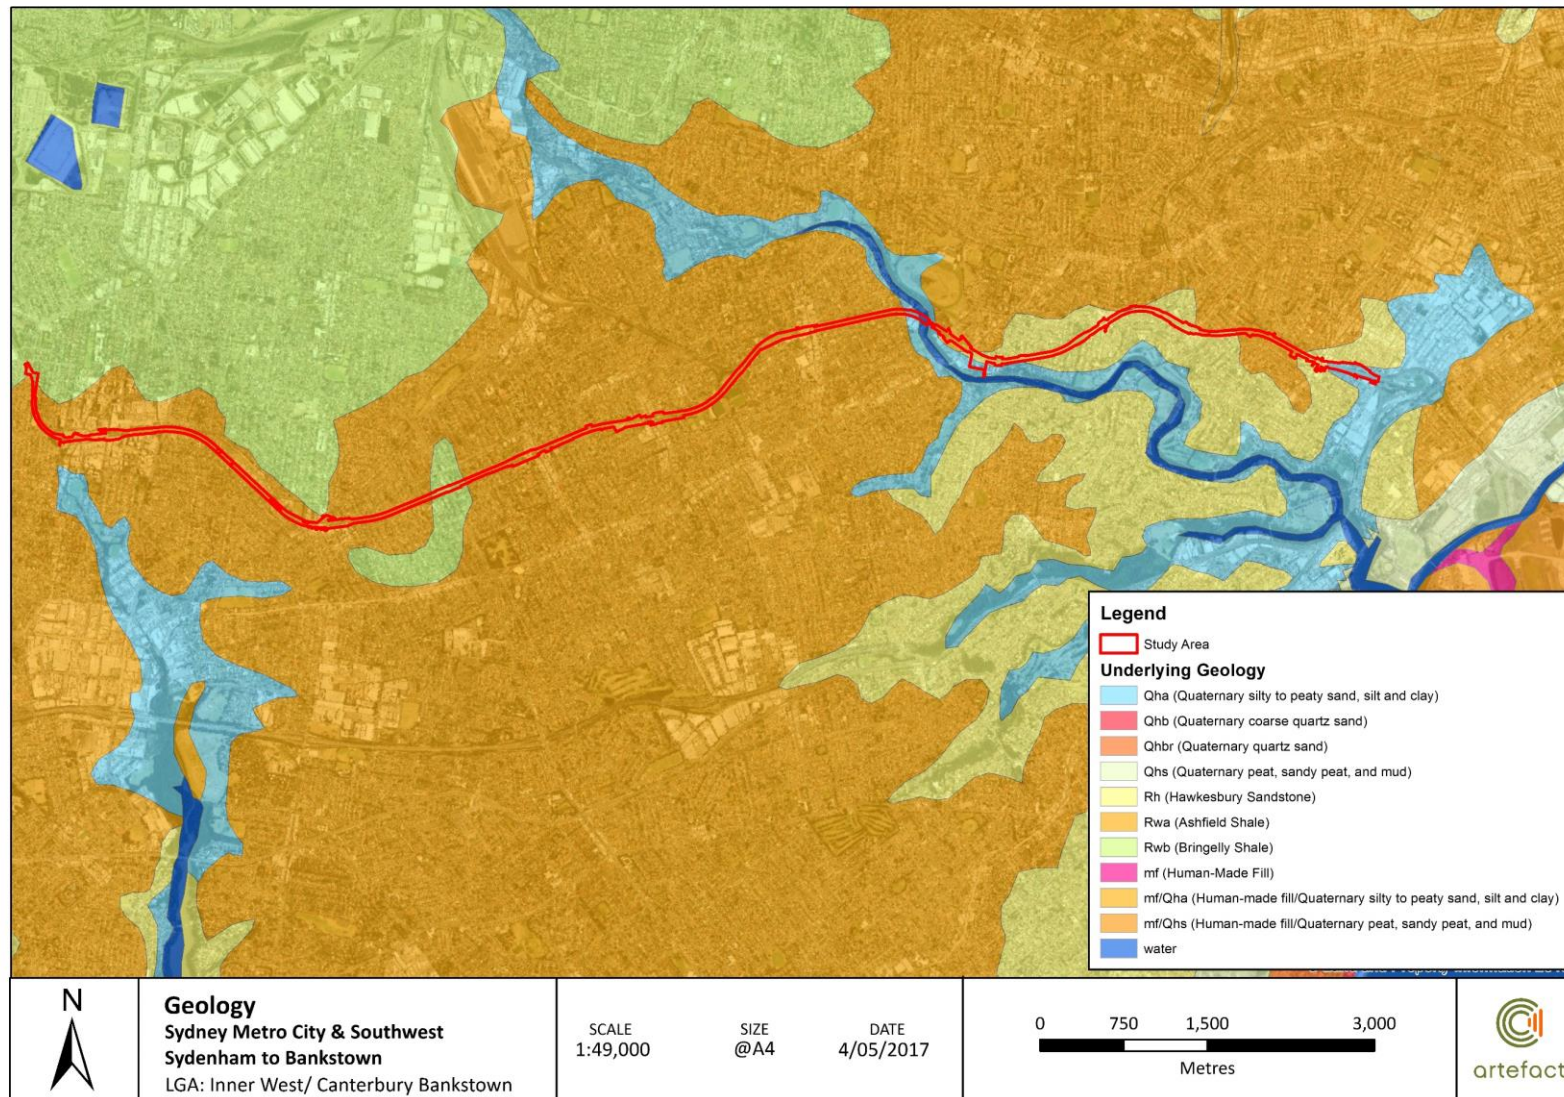 Legend
Study Area
Underlying Geology
Qha (Quaternary silty to peaty sand, silt and clay)
Qhb (Quaternary coarse quartz sand)
Qhbr (Quaternary quartz sand)
Qhs (Quaternary peat, sandy peat, and mud)
Rh (Hawkesbury Sandstone)
Rwa (Ashfield Shale)
Rwb (Bringelly Shale)
mf (Human-Made Fill)
mf/Qha (Human-made fill/Quaternary silty to peaty sand, silt and clay)
mf/Qhs (Human-made fill/Quaternary peat, sandy peat, and mud)
water
N
Geology
Sydney Metro City & Southwest
Sydenham to Bankstown
LGA: Inner West/ Canterbury Bankstown
SCALE
1:49,000
SIZE
@A4
DATE
4/05/2017
0 750 1,500 3,000
Metres
artefact